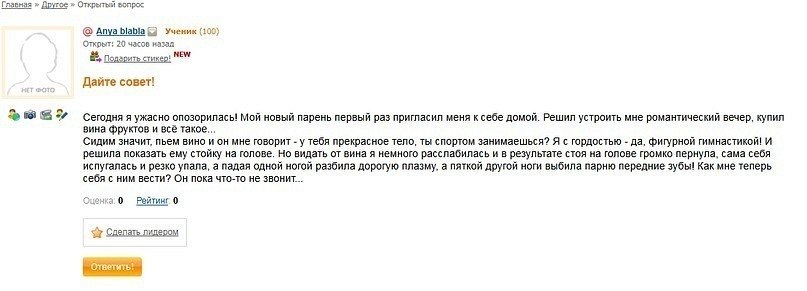 Главная » Другое » Открытый вопрос
@ Anya blabla Ученик (100)
Открыт: 20 часов назад
Подарить стикер! NEW
НЕТ ФОТО
Дайте совет!
Сегодня я ужасно опозорилась! Мой новый парень первый раз пригласил меня к себе домой. Решил устроить мне романтический вечер, купил
вина фруктов и всё такое...
Сидим значит, пьем вино и он мне говорит - у тебя прекрасное тело, ты спортом занимаешься? Я с гордостью - да, фигурной гимнастикой! И
решила показать ему стойку на голове. Но видать от вина я немного расслабилась и в результате стоя на голове громко пернула, сама себя
испугалась и резко упала, а падая одной ногой разбила дорогую плазму, а пяткой другой ноги выбила парню передние зубы! Как мне теперь
себя с ним вести? Он пока что-то не звонит...
Оценка: 0 Рейтинг 0
Сделать лидером
Ответить!